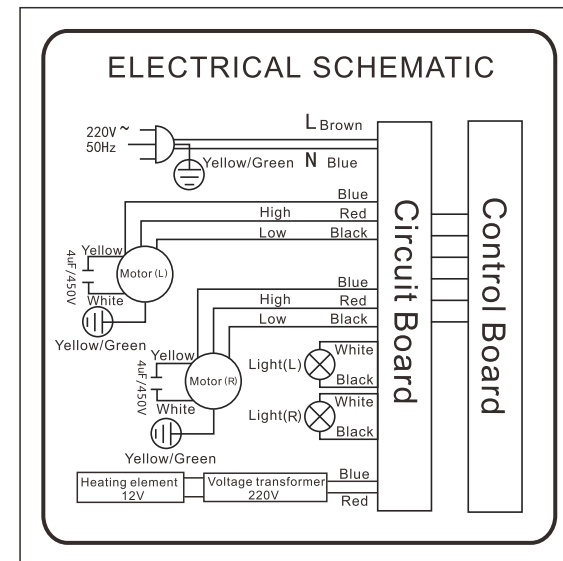 ELECTRICAL SCHEMATIC
220V ~
50Hz
L Brown
Yellow/Green N Blue
Blue
High Red
Low Black
Yellow
4uF/450V
Motor (L)
White
Yellow/Green
Blue
High Red
Low Black
Yellow
4uF/450V
Motor (R)
White
Yellow/Green
Light(L)
White
Black
Light(R)
White
Black
Heating element
12V
Voltage transformer
220V
Blue
Red
Circuit Board
Control Board